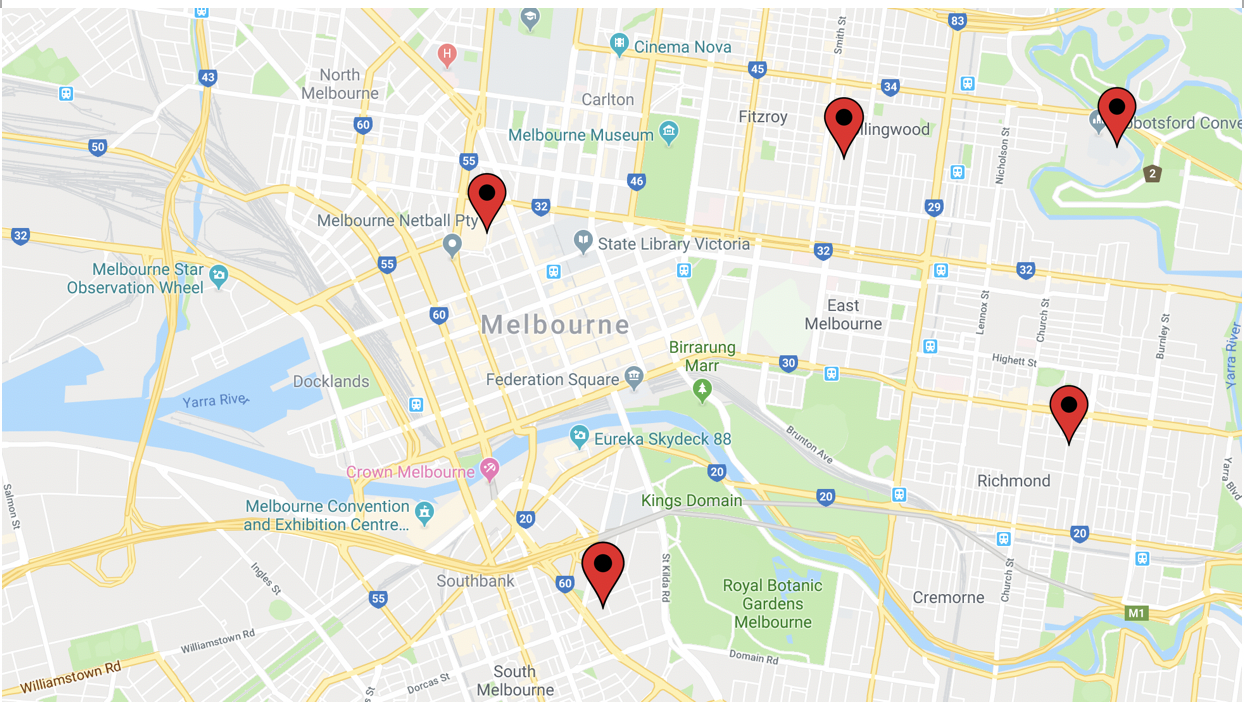 83
Smith St
Cinema Nova
H
43
45
North
Melbourne
34
Carlton
Fitzroy
60
Melbourne Museum
llingwood
bbotsford Conve
50
55
Nicholson St
2
46
32
29
Melbourne Netball Pty
32
State Library Victoria
32
55
Melbourne Star
Observation Wheel
32
Lennox St
Church St
Burnley St
East
Melbourne
60
Melbourne
Yarra River
Birrarung
Marr
Highett St
30
Docklands
Federation Square
Yarra River
Eureka Skydeck 88
Brunton Ave
Crown Melbourne
20
Yarra Blvd
Richmond
Salmon St
Kings Domain
20
Melbourne Convention
and Exhibition Centre...
20
20
Southbank
60
St Kilda Rd
Ingles St
55
Royal Botanic
Gardens
Melbourne
Church St
Cremorne
M1
Williamstown Rd
Domain Rd
Williamstown Rd
South
Melbourne
Dorcas St
s St